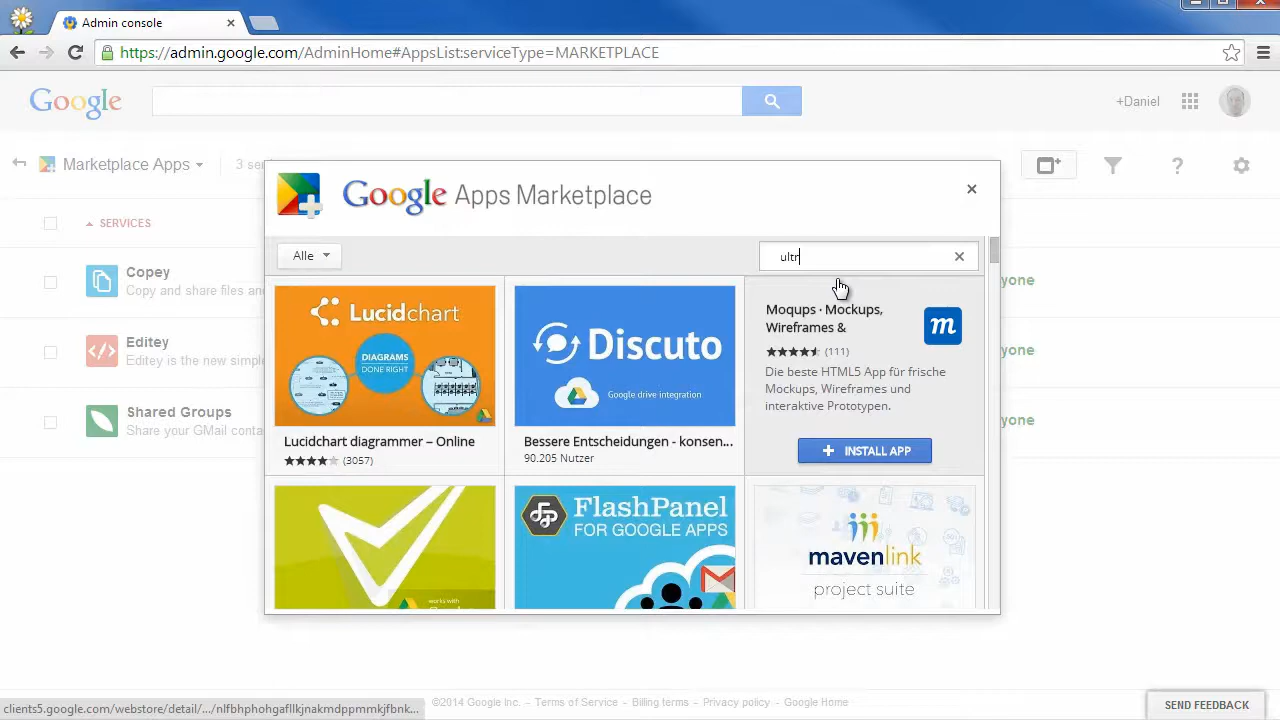 Admin console
https://admin.google.com/AdminHome#AppsList:serviceType=MARKETPLACE
Google
+Daniel
Marketplace Apps
3 ser
SERVICES
Copey
Copy and share files and
Editey
Editey is the new simple
Shared Groups
Share your GMail conta
yone
yone
yone
Google Apps Marketplace
Alle
ultr
Lucidchart
DIAGRAMS
DONE RIGHT
Lucidchart diagrammer – Online
(3057)
Discuto
Google drive integration
Bessere Entscheidungen - konsen...
90.205 Nutzer
Moqups · Mockups,
Wireframes &
m
(111)
Die beste HTML5 App für frische
Mockups, Wireframes und
interaktive Prototypen.
+ INSTALL APP
works with
FlashPanel
FOR GOOGLE APPS
mavenlink
project suite
clients5.google.com/webstore/detail/.../nlfbhphohgafllkjnakmdppmmkjfbnk...
©2014 Google Inc. - Terms of Service - Billing terms - Privacy policy - Google Home
SEND FEEDBACK